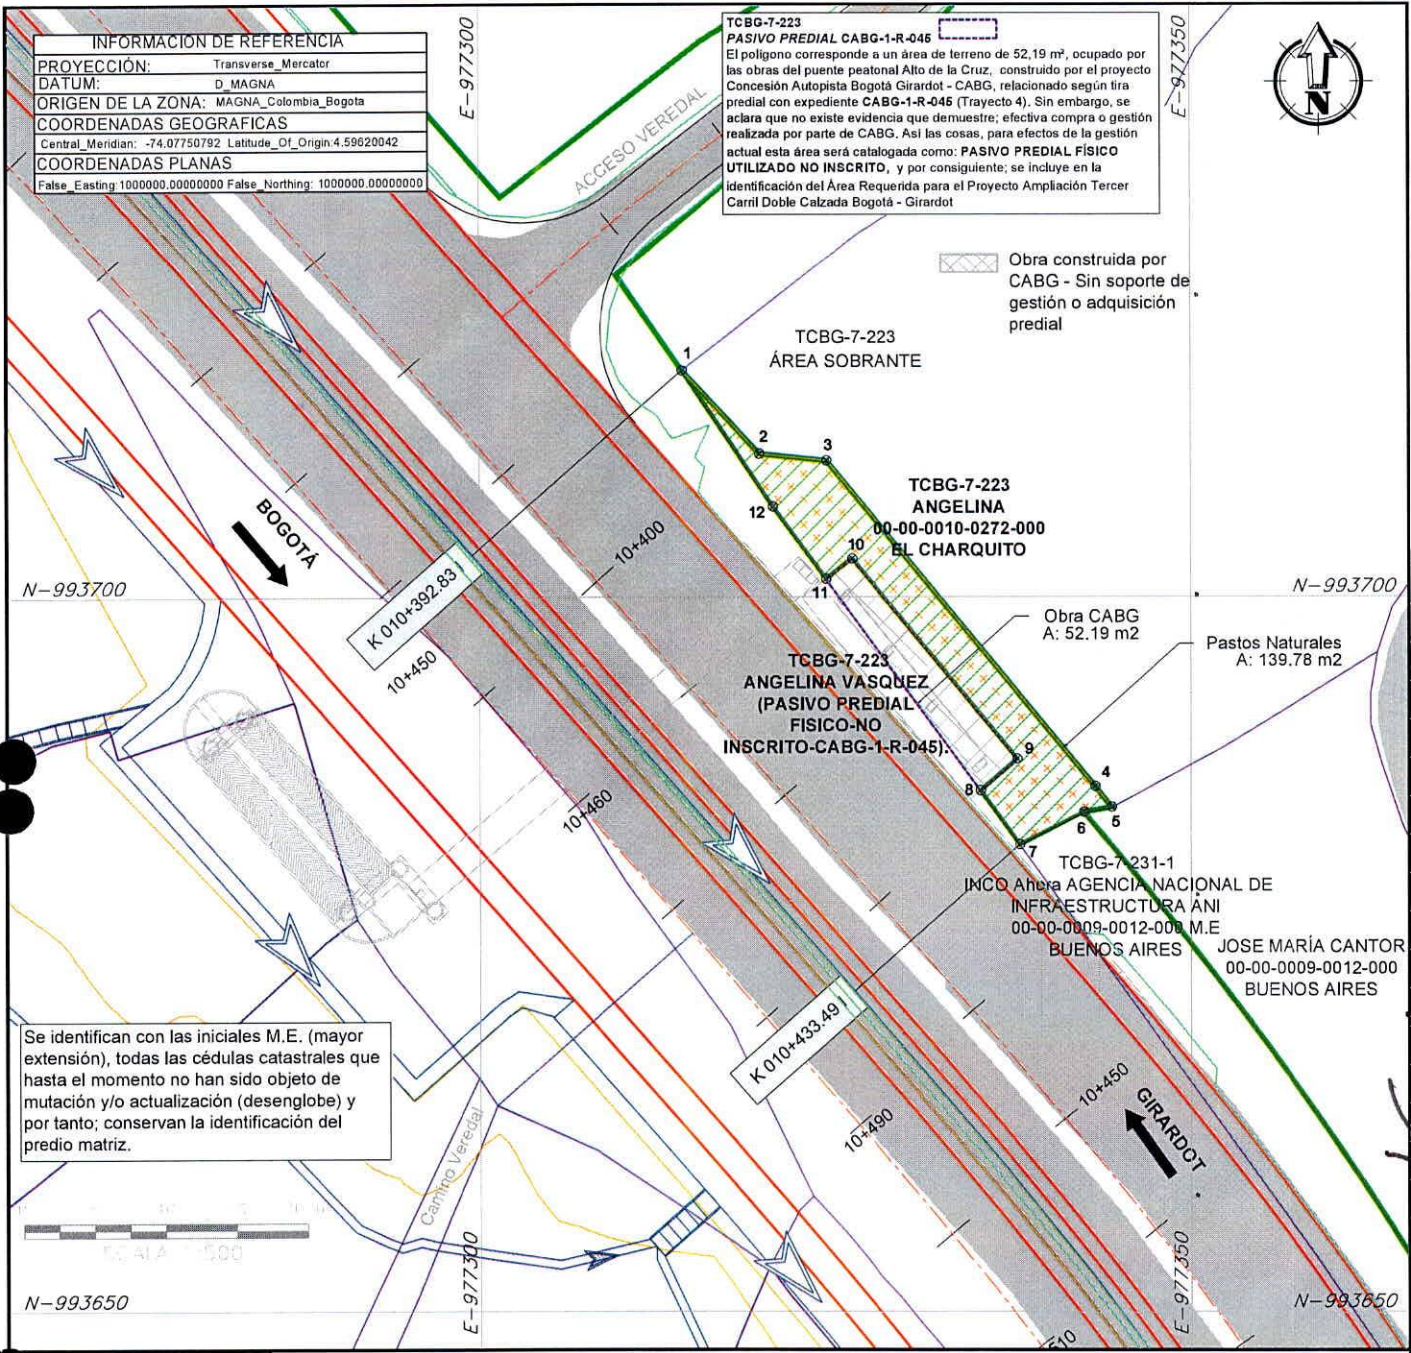 INFORMACION DE REFERENCIA
PROYECCIÓN: Transverse_Mercator
DATUM: D_MAGNA
ORIGEN DE LA ZONA: MAGNA_Colombia_Bogota
COORDENADAS GEOGRAFICAS
Central_Meridian: -74.07750792 Latitude_Of_Origin:4.59620042
COORDENADAS PLANAS
False_Easting:1000000.00000000 False_Northing: 1000000.00000000
E-977300
ACCESO VEREDAL
TCBG-7-223
PASIVO PREDIAL CABG-1-R-045
El polígono corresponde a un área de terreno de 52,19 m², ocupado por
las obras del puente peatonal Alto de la Cruz, construido por el proyecto
Concesión Autopista Bogotá Girardot - CABG, relacionado según tira
predial con expediente CABG-1-R-045 (Trayecto 4). Sin embargo, se
aclara que no existe evidencia que demuestre; efectiva compra o gestión
realizada por parte de CABG. Asi las cosas, para efectos de la gestión
actual esta área será catalogada como: PASIVO PREDIAL FÍSICO
UTILIZADO NO INSCRITO, y por consiguiente; se incluye en la
identificación del Área Requerida para el Proyecto Ampliación Tercer
Carril Doble Calzada Bogotá - Girardot
E-977350
N
Obra construida por
CABG - Sin soporte de
gestión o adquisición
predial
TCBG-7-223
ÁREA SOBRANTE
1
2
3
12
10
11
TCBG-7-223
ANGELINA
00-00-0010-0272-000
EL CHARQUITO
BOGOTÁ
10+400
K 010+392.83
10+450
N-993700
N-993700
Obra CABG
A: 52.19 m2
Pastos Naturales
A: 139.78 m2
TCBG-7-223
ANGELINA VASQUEZ
(PASIVO PREDIAL
FISICO-NO
INSCRITO-CABG-1-R-045).
9
8
4
5
6
7
10+460
TCBG-7-231-1
INCO Ahora AGENCIA NACIONAL DE
INFRAESTRUCTURA ANI
00-00-0009-0012-000 M.E
BUENOS AIRES
JOSE MARÍA CANTOR
00-00-0009-0012-000
BUENOS AIRES
K 010+433.49
10+450
GIRARDOT
10+490
Se identifican con las iniciales M.E. (mayor
extensión), todas las cédulas catastrales que
hasta el momento no han sido objeto de
mutación y/o actualización (desenglobe) y
por tanto; conservan la identificación del
predio matriz.
Camino Veredal
ESCALA 1:500
N-993650
E-977300
E-977350
N-993650